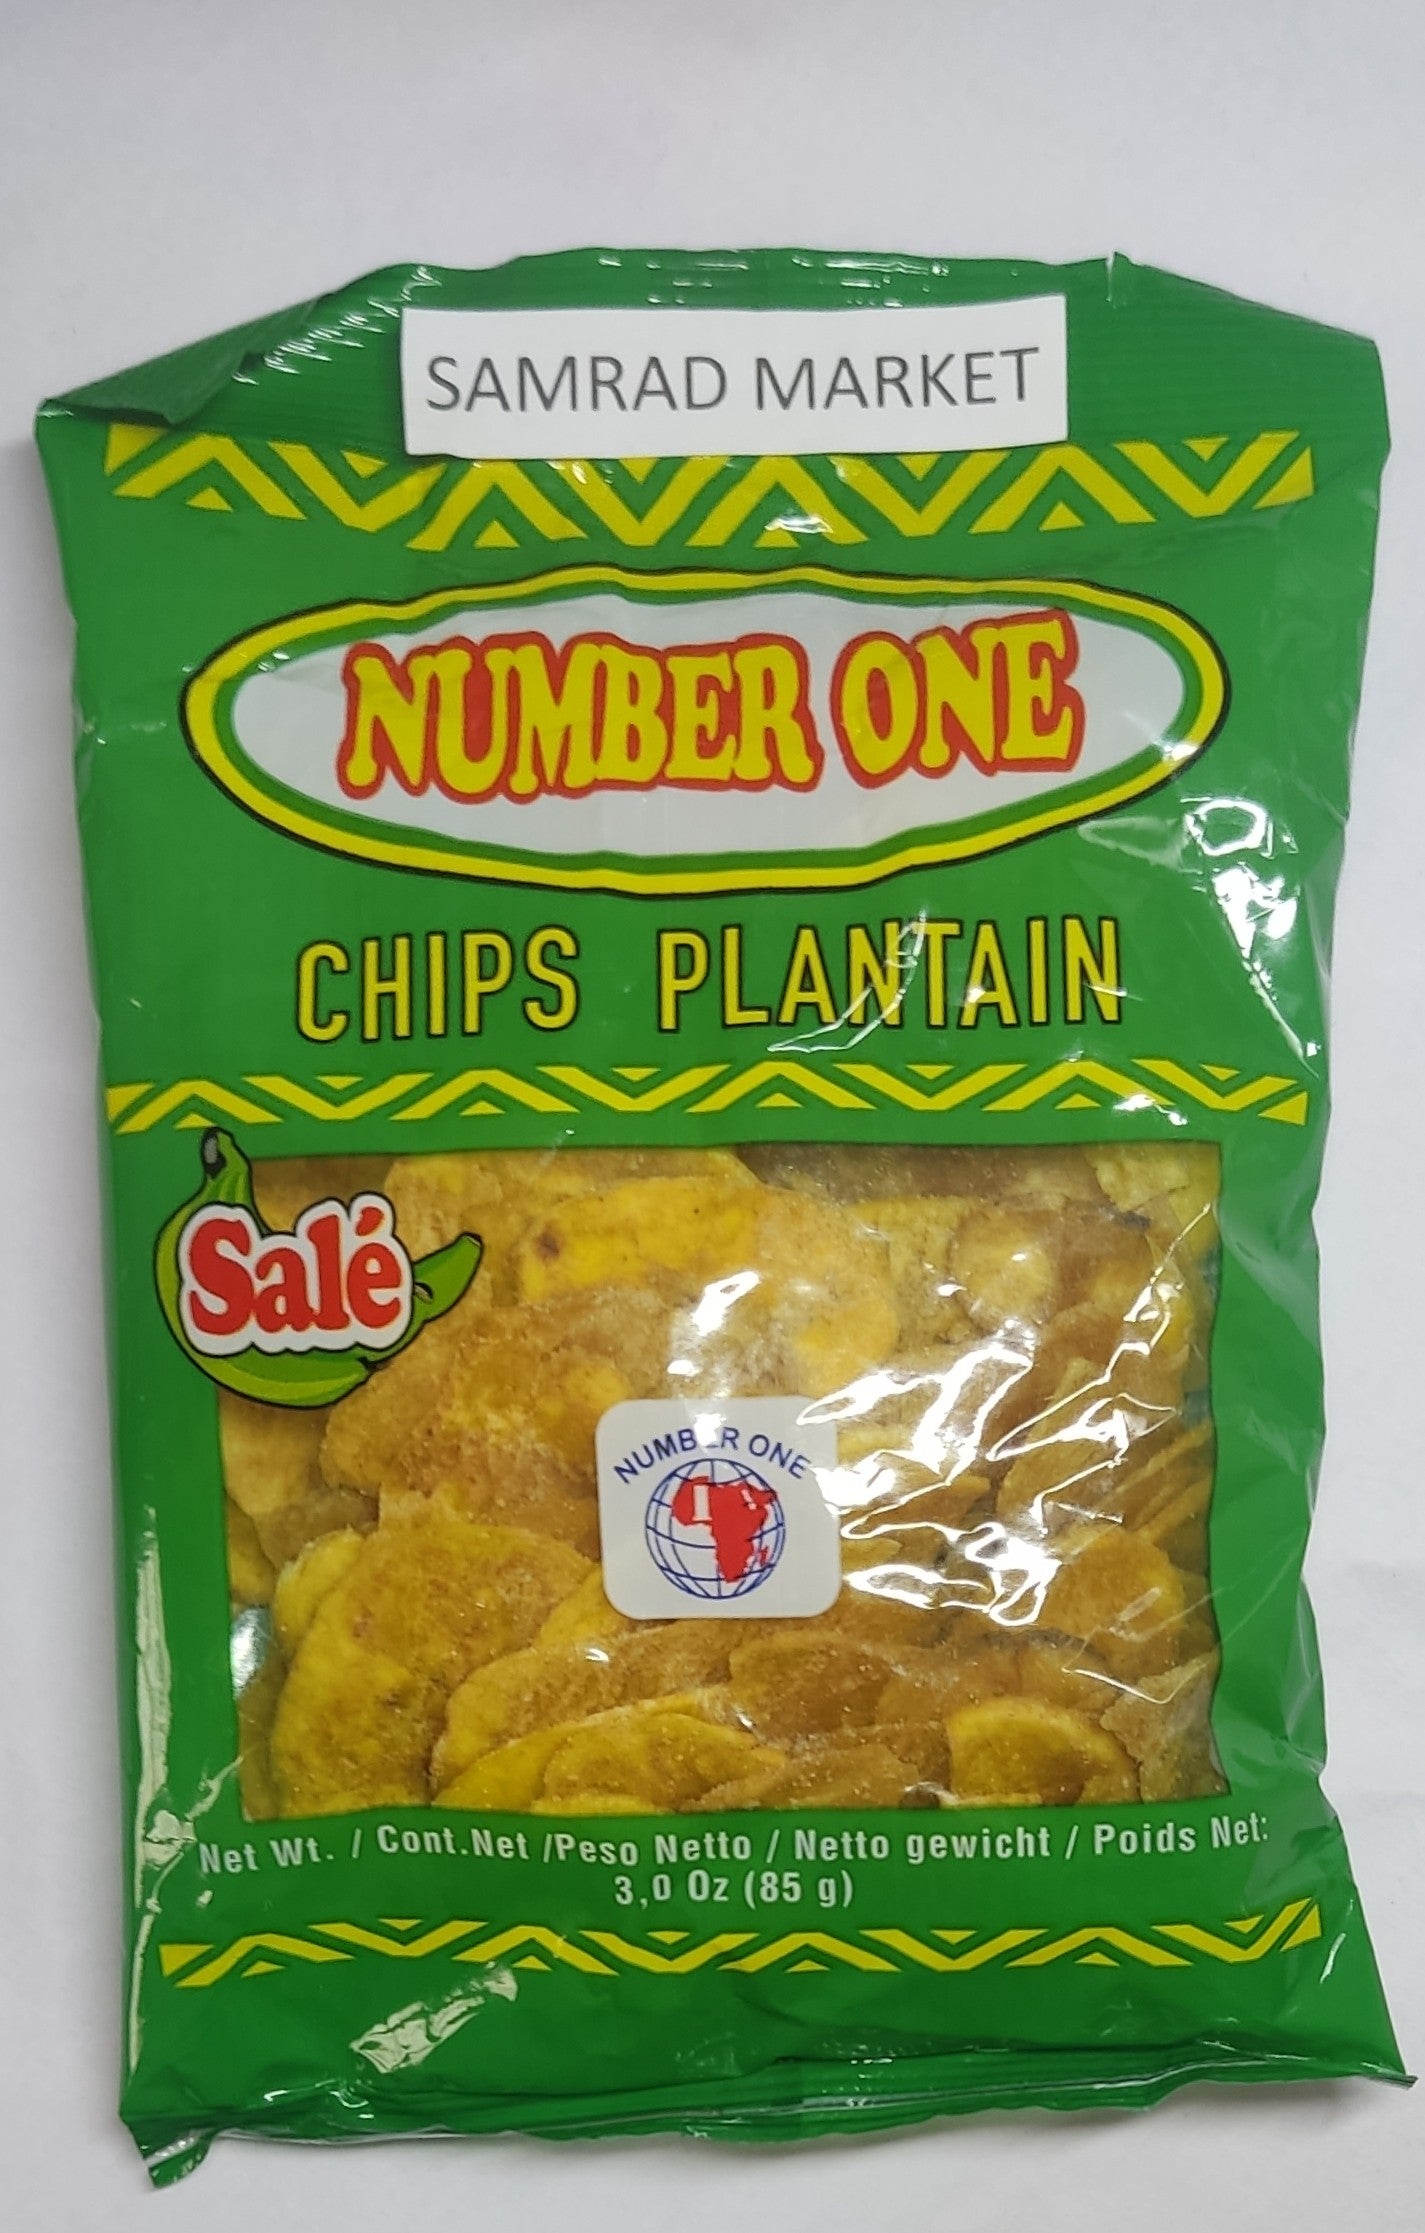 SAMRAD MARKET
NUMBER ONE
CHIPS PLANTAIN
Salé
NUMBER ONE
Net Wt. / Cont.Net /Peso Netto / Netto gewicht / Poids Net:
3,0 Oz (85 g)